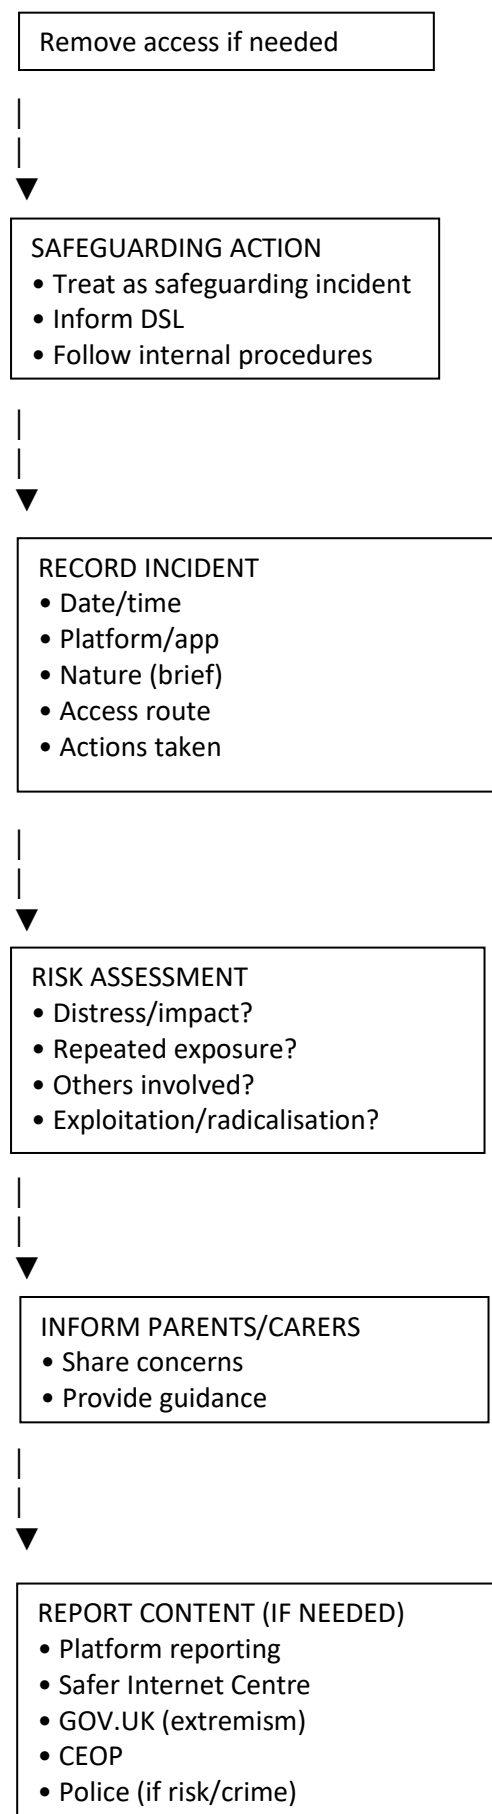 Remove access if needed
|
|
▼
SAFEGUARDING ACTION
• Treat as safeguarding incident
• Inform DSL
• Follow internal procedures
|
|
▼
RECORD INCIDENT
• Date/time
• Platform/app
• Nature (brief)
• Access route
• Actions taken
|
|
▼
RISK ASSESSMENT
• Distress/impact?
• Repeated exposure?
• Others involved?
• Exploitation/radicalisation?
|
|
▼
INFORM PARENTS/CARERS
• Share concerns
• Provide guidance
|
|
▼
REPORT CONTENT (IF NEEDED)
• Platform reporting
• Safer Internet Centre
• GOV.UK (extremism)
• CEOP
• Police (if risk/crime)